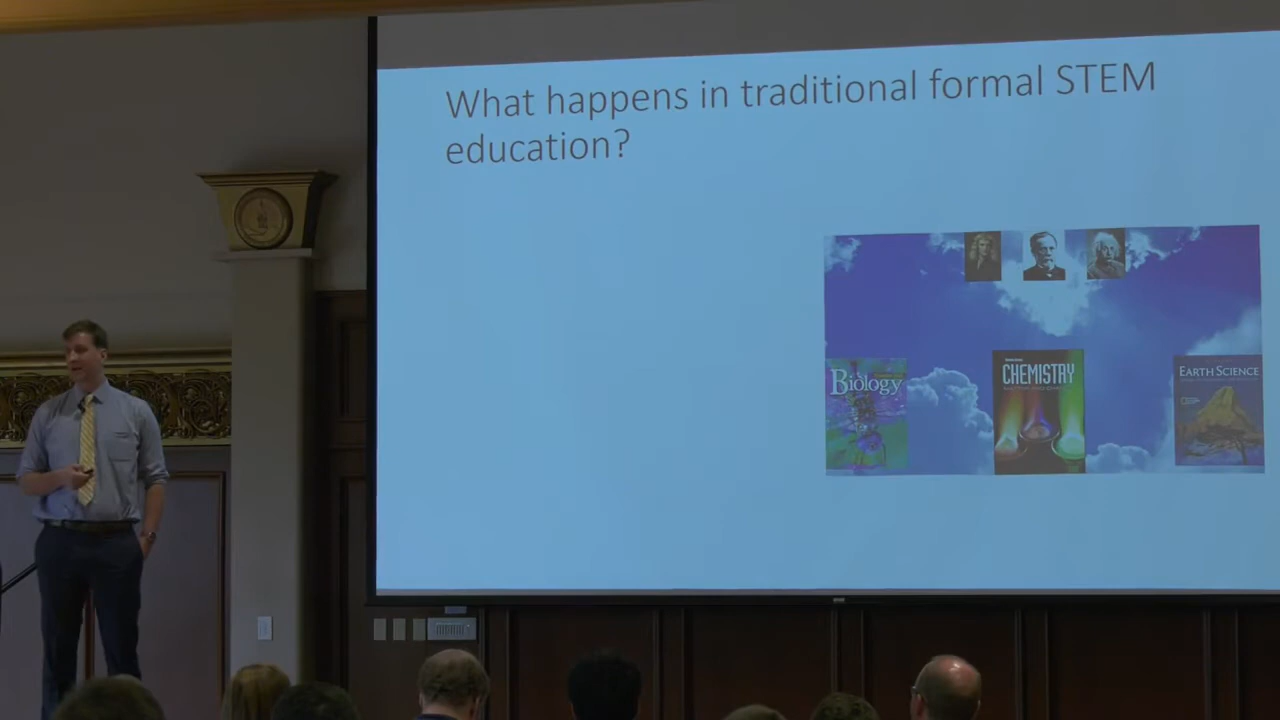 What happens in traditional formal STEM
education?
Biology
CHEMISTRY
EARTH SCIENCE